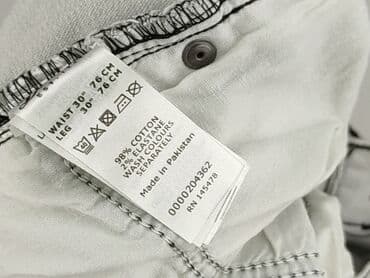 WAIST 30" 76 CM
LEG 30" 76 CM
98% COTTON
2% ELASTANE
WASH COLOURS
SEPARATELY
Made in Pakistan
0000204362
RN 145478